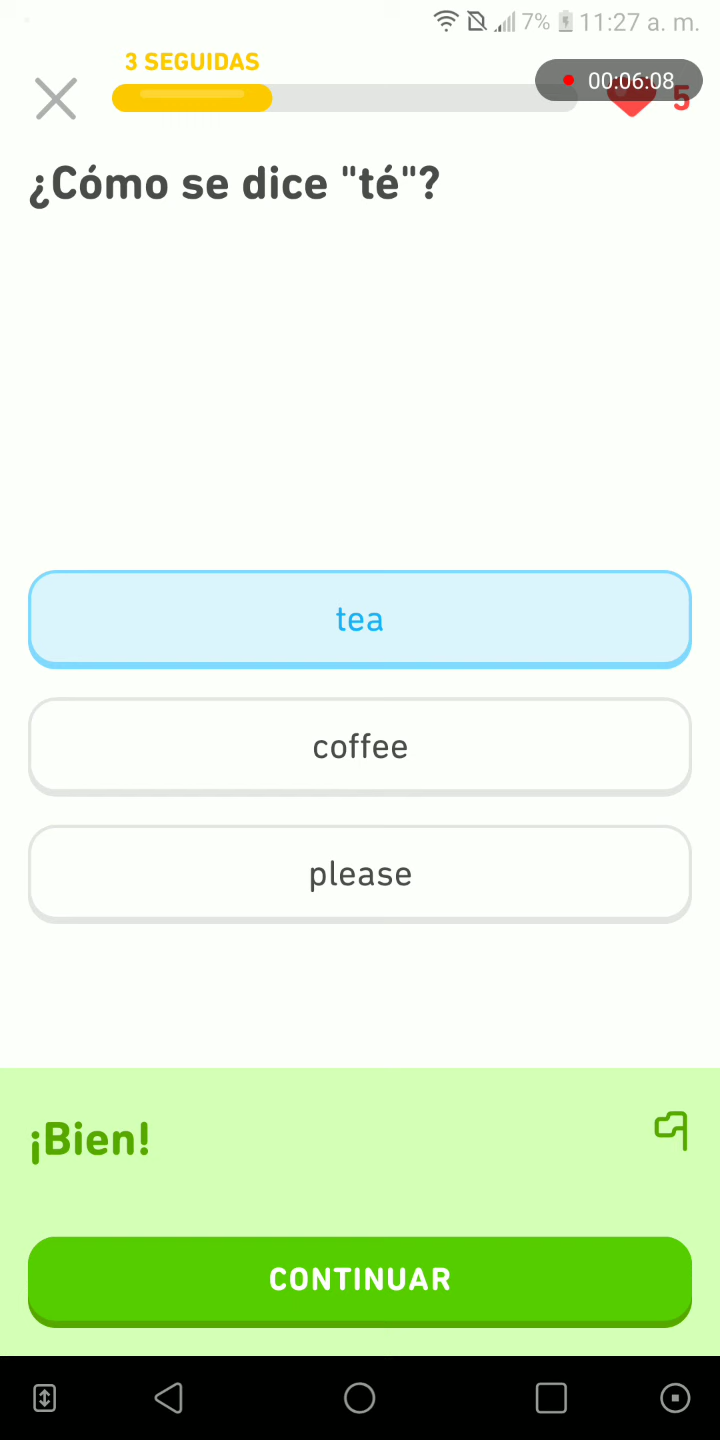 7% 11:27 a. m.
3 SEGUIDAS
00:06:08
5
¿Cómo se dice "té"?
tea
coffee
please
¡Bien!
CONTINUAR